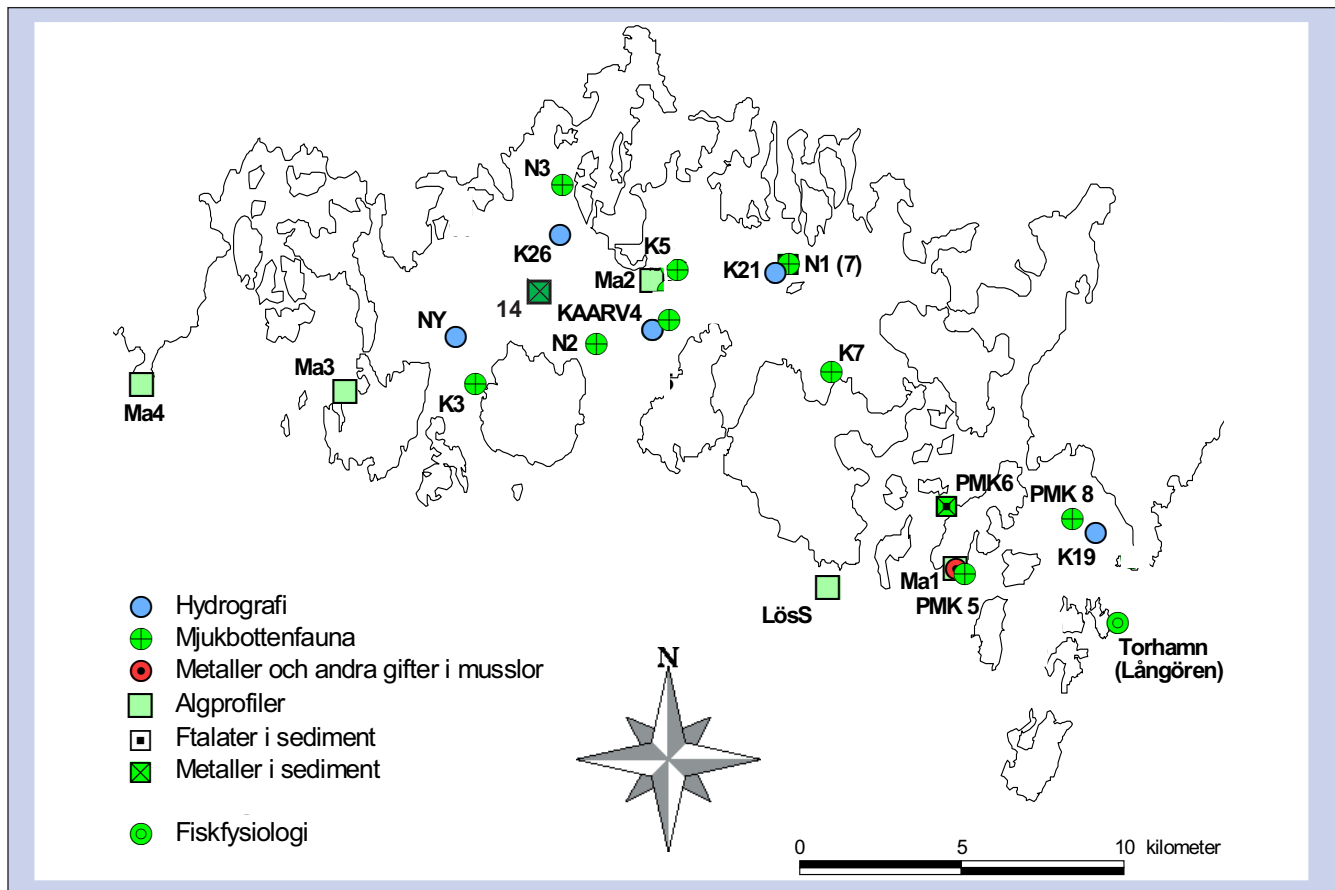 N3
K26
K5
Ma2
K21
N1 (7)
14
KAARV4
NY
N2
K7
Ma3
K3
Ma4
PMK6
PMK 8
K19
Ma1
PMK 5
LösS
Torhamn
(Långören)
Hydrografi
Mjukbottenfauna
Metaller och andra gifter i musslor
Algprofiler
Ftalater i sediment
Metaller i sediment
Fiskfysiologi
N
0 5 10 kilometer